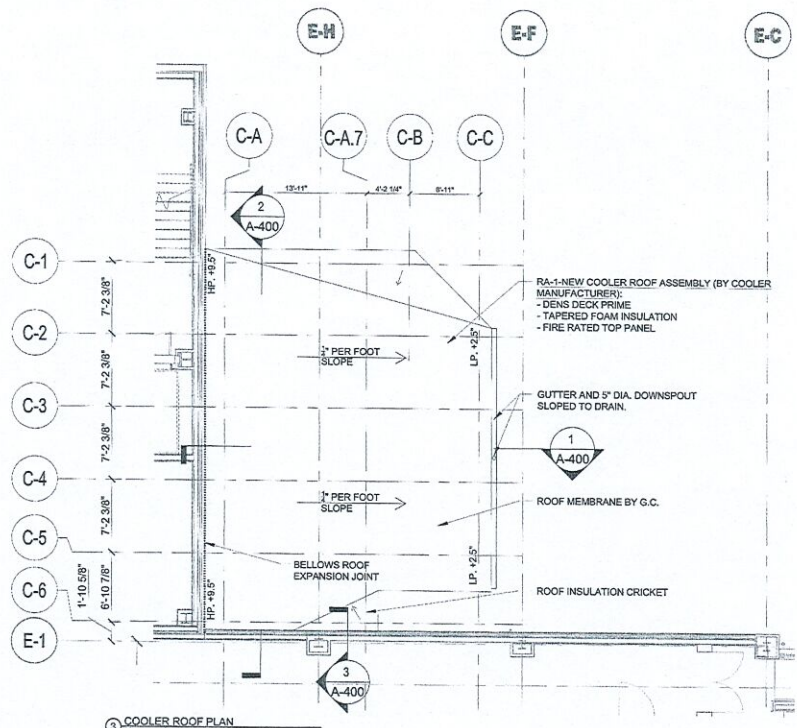 E-H
E-F
E-C
C-A
C-A.7
C-B
C-C
13'-11"
4'-2 1/4"
8'-11"
2
A-400
C-1
C-2
C-3
C-4
C-5
C-6
E-1
7'-2 3/8"
7'-2 3/8"
7'-2 3/8"
7'-2 3/8"
6'-10 7/8"
1'-10 5/8"
HP. +9.5"
HP. +9.5"
LP. +2.5"
LP. +2.5"
1/4" PER FOOT
SLOPE
1/4" PER FOOT
SLOPE
RA-1-NEW COOLER ROOF ASSEMBLY (BY COOLER
MANUFACTURER):
- DENS DECK PRIME
- TAPERED FOAM INSULATION
- FIRE RATED TOP PANEL
GUTTER AND 5" DIA. DOWNSPOUT
SLOPED TO DRAIN.
1
A-400
ROOF MEMBRANE BY G.C.
BELLOWS ROOF
EXPANSION JOINT
ROOF INSULATION CRICKET
3
A-400
3 COOLER ROOF PLAN